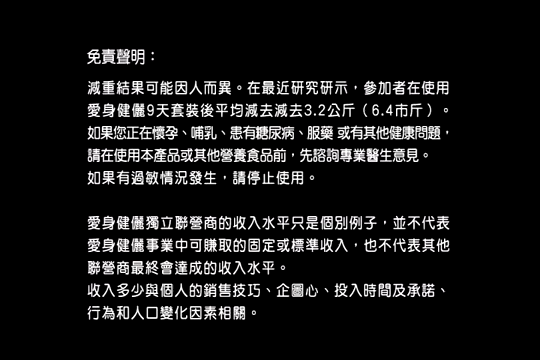 免責聲明：
減重結果可能因人而異。在最近研究研示，參加者在使用
愛身健儷9天套裝後平均減去減去3.2公斤（6.4市斤）。
如果您正在懷孕、哺乳、患有糖尿病、服藥 或有其他健康問題，
請在使用本產品或其他營養食品前，先諮詢專業醫生意見。
如果有過敏情況發生，請停止使用。
愛身健儷獨立聯營商的收入水平只是個別例子，並不代表
愛身健儷事業中可賺取的固定或標準收入，也不代表其他
聯營商最終會達成的收入水平。
收入多少與個人的銷售技巧、企圖心、投入時間及承諾、
行為和人口變化因素相關。